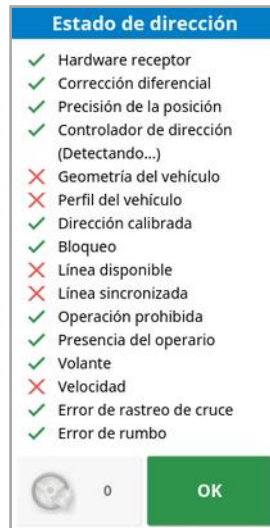 Estado de dirección
Hardware receptor
Corrección diferencial
Precisión de la posición
Controlador de dirección
(Detectando...)
Geometría del vehículo
Perfil del vehículo
Dirección calibrada
Bloqueo
Línea disponible
Línea sincronizada
Operación prohibida
Presencia del operario
Volante
Velocidad
Error de rastreo de cruce
Error de rumbo
0
OK